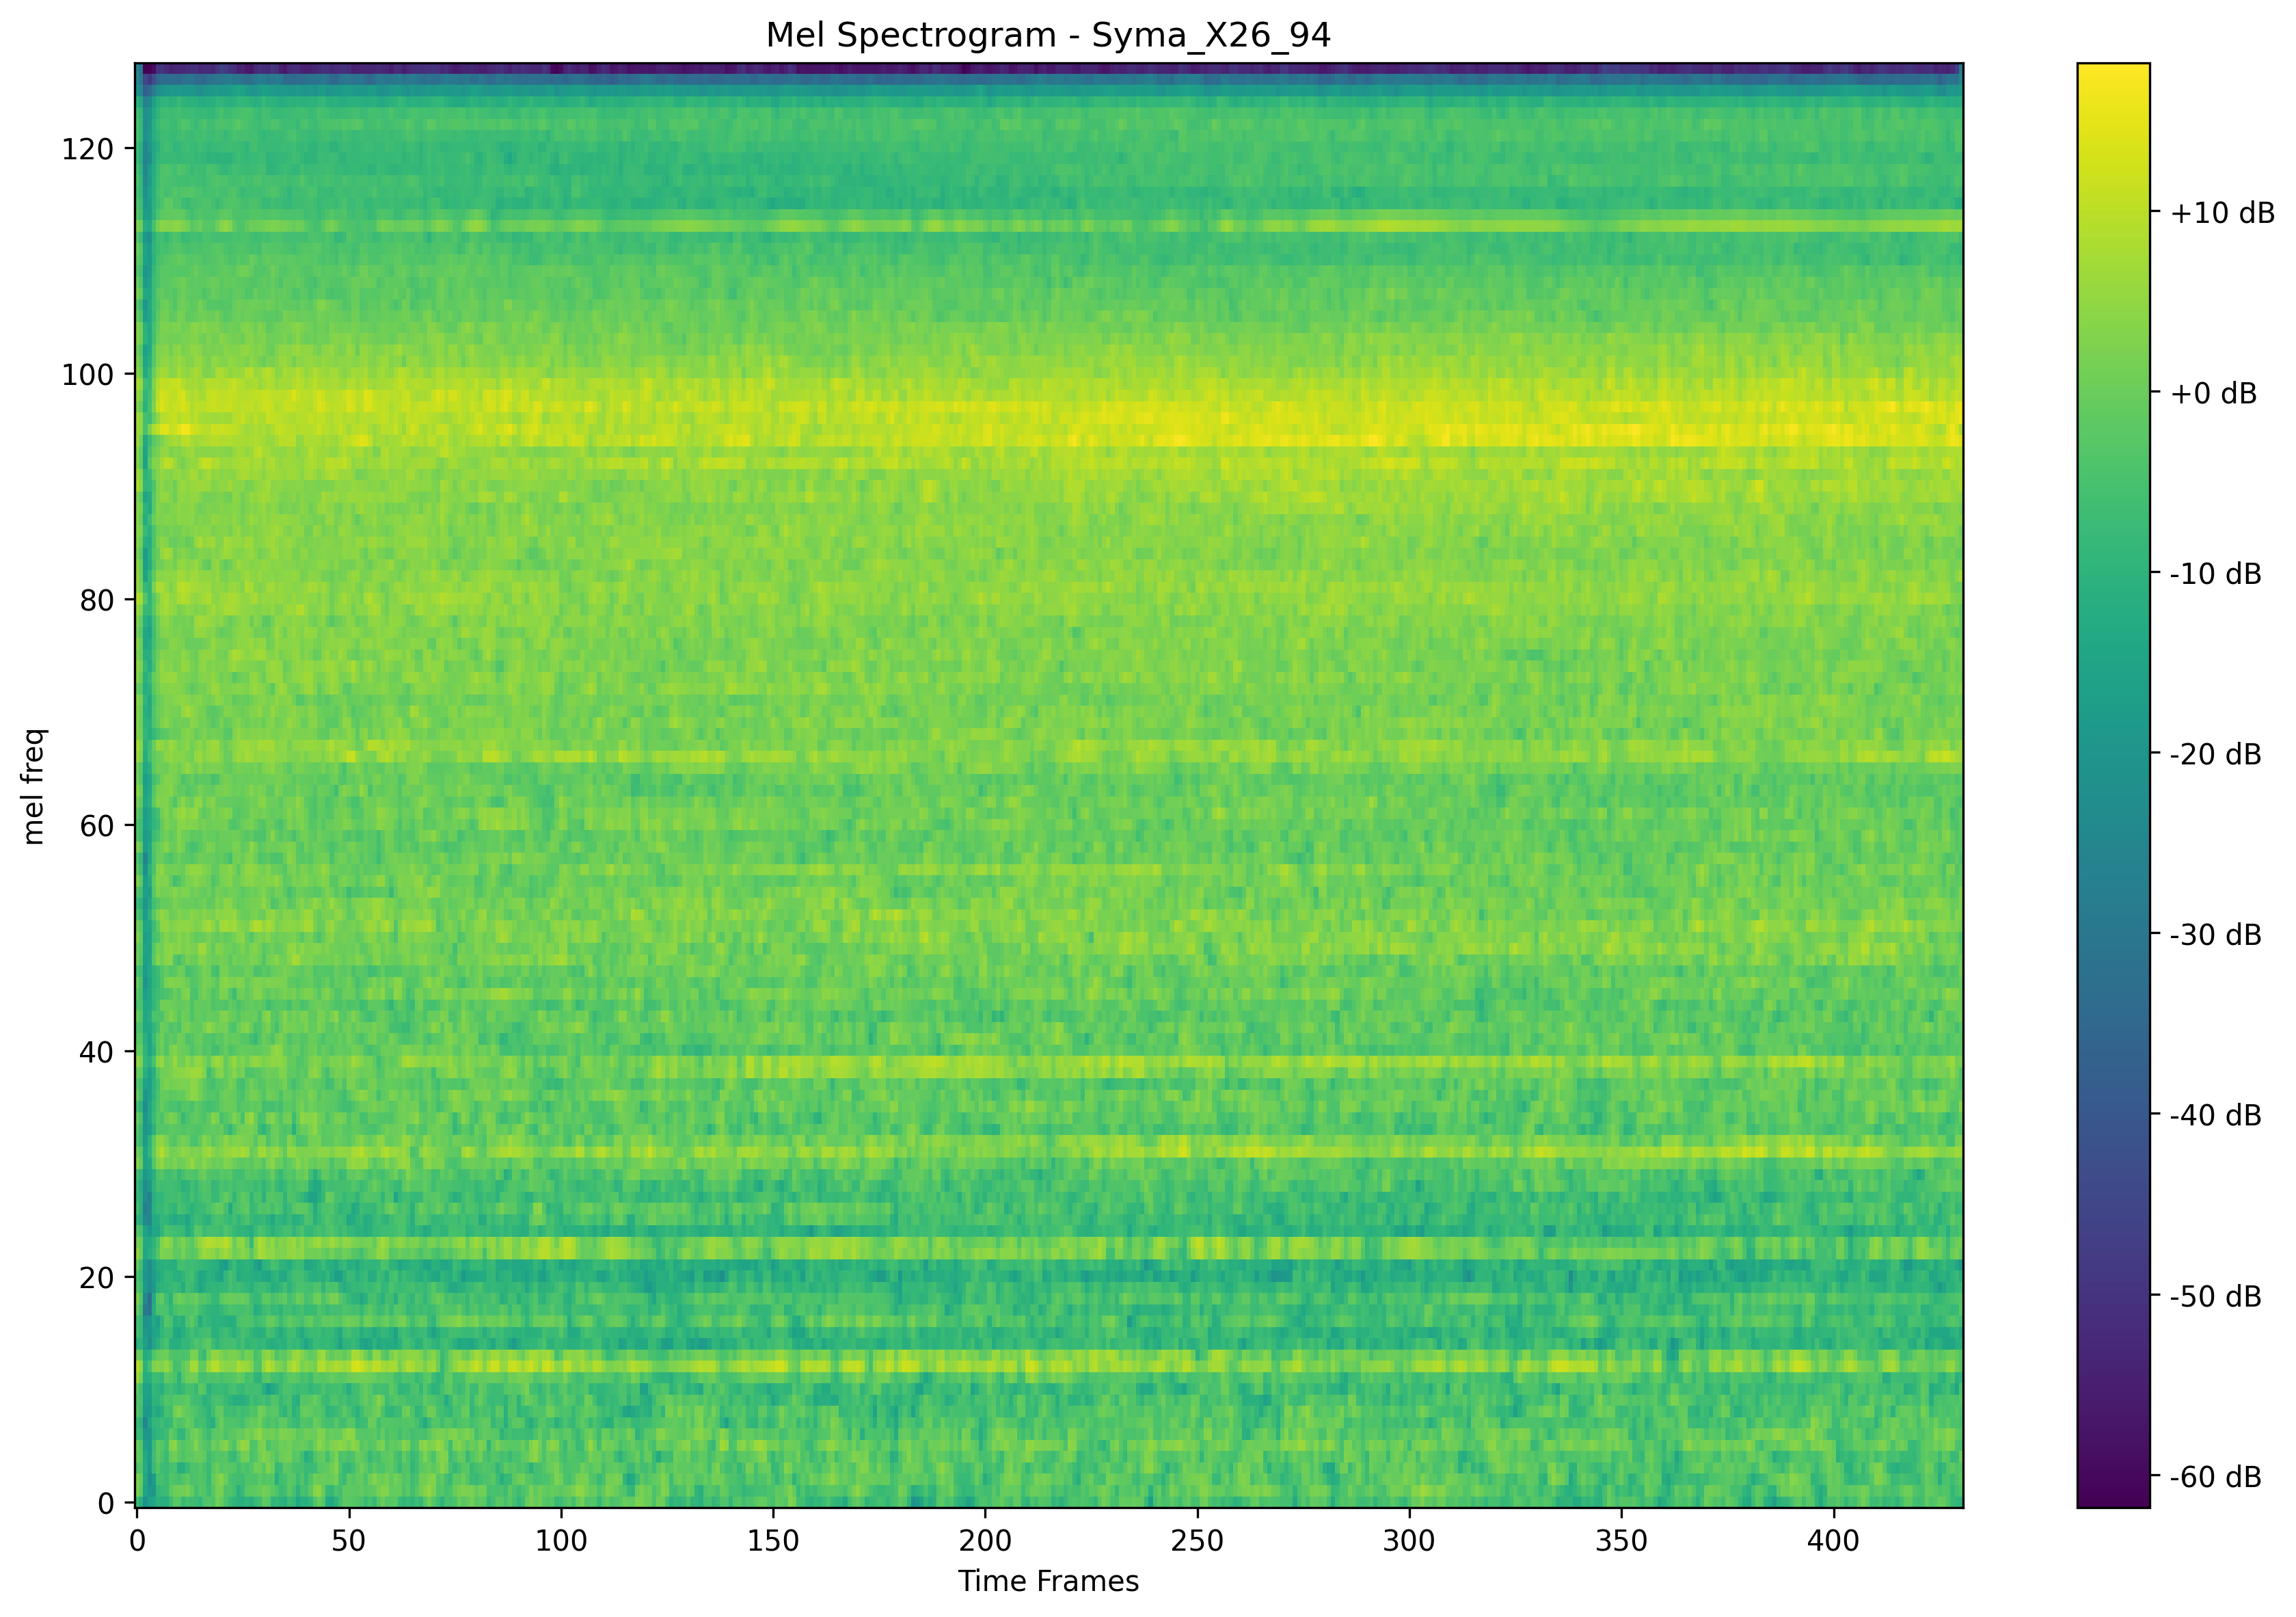 Mel Spectrogram - Syma_X26_94
mel freq
120
100
80
60
40
20
0
0 50 100 150 200 250 300 350 400
Time Frames
+10 dB
+0 dB
-10 dB
-20 dB
-30 dB
-40 dB
-50 dB
-60 dB